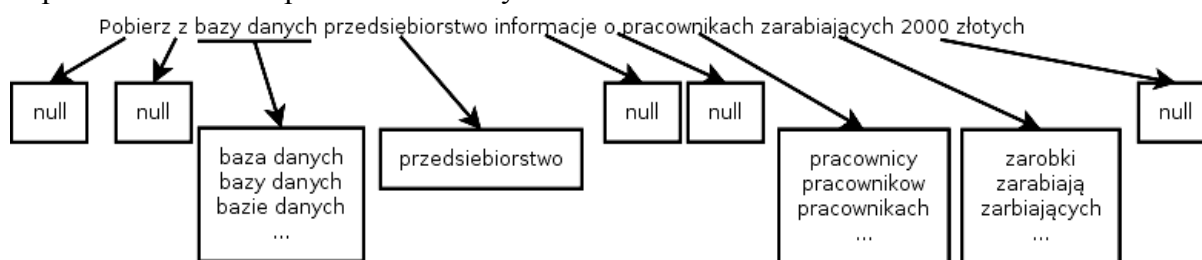 Pobierz z bazy danych przedsiebiorstwo informacje o pracownikach zarabiających 2000 złotych
null
null
null
null
null
baza danych
bazy danych
bazie danych
...
przedsiebiorstwo
pracownicy
pracownikow
pracownikach
...
zarobki
zarabiają
zarbiających
...